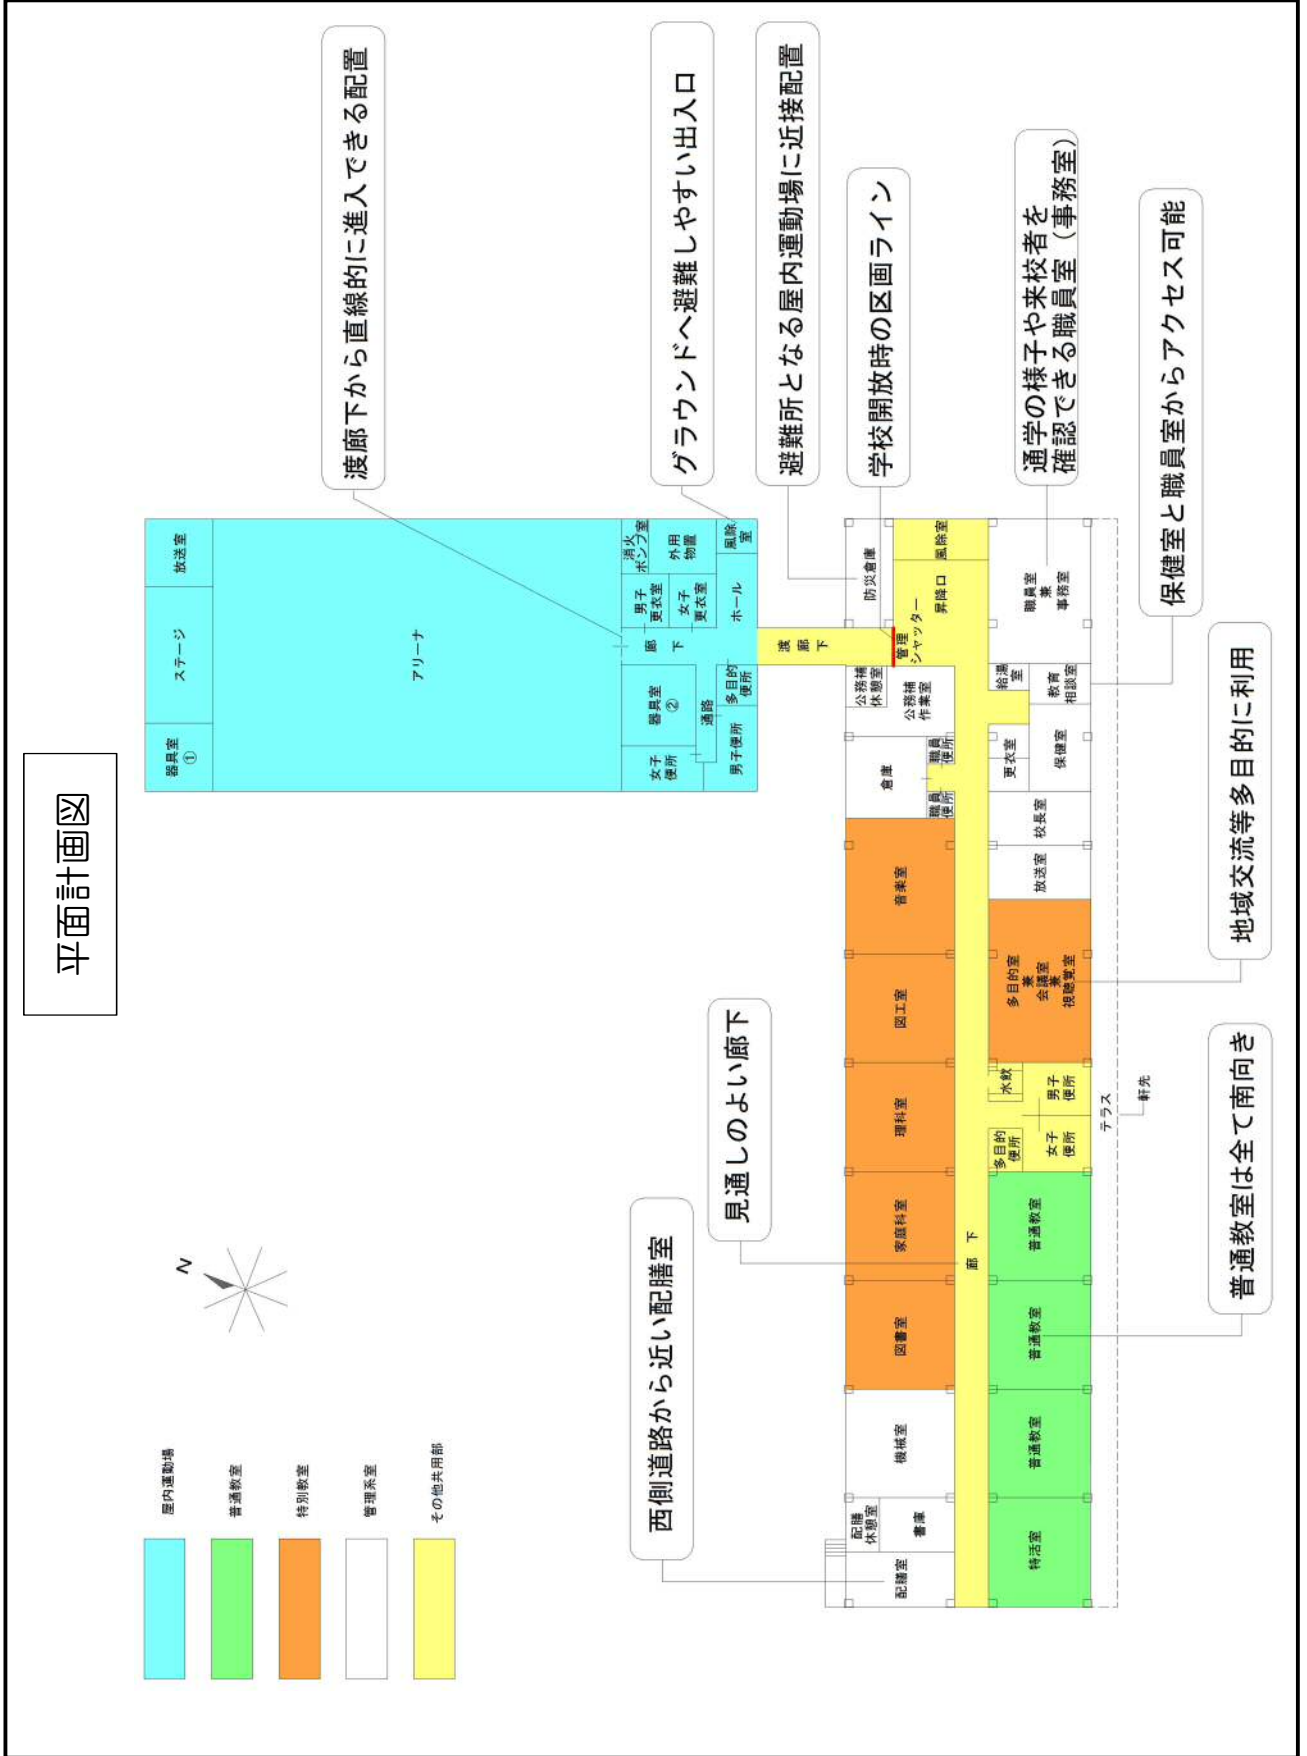 平面計画図
屋内運動場
普通教室
特別教室
管理系室
その他共用部
N
渡廊下から直線的に進入できる配置
グラウンドへ避難しやすい出入口
避難所となる屋内運動場に近接配置
学校開放時の区画ライン
通学の様子や来校者を
確認できる職員室（事務室）
保健室と職員室からアクセス可能
地域交流等多目的に利用
普通教室は全て南向き
見通しのよい廊下
西側道路から近い配膳室
器具室
①
ステージ
放送室
アリーナ
女子
便所
器具室
②
通路
男子便所
多目的
便所
廊下
男子
更衣室
女子
更衣室
消火
ポンプ室
外用
物置
ホール
風除
室
渡廊下
管理
シャッター
防災倉庫
昇降口
風除室
公務補
休憩室
公務補
作業室
倉庫
職員
便所
職員
便所
音楽室
図工室
理科室
家庭科室
図書室
機械室
配膳
休憩室
書庫
配膳室
廊下
特活室
普通教室
普通教室
普通教室
多目的
便所
女子
便所
水飲
男子
便所
多目的室
兼
会議室
兼
視聴覚室
放送室
校長室
更衣室
保健室
給湯
室
教育
相談室
職員室
兼
事務室
テラス
軒先